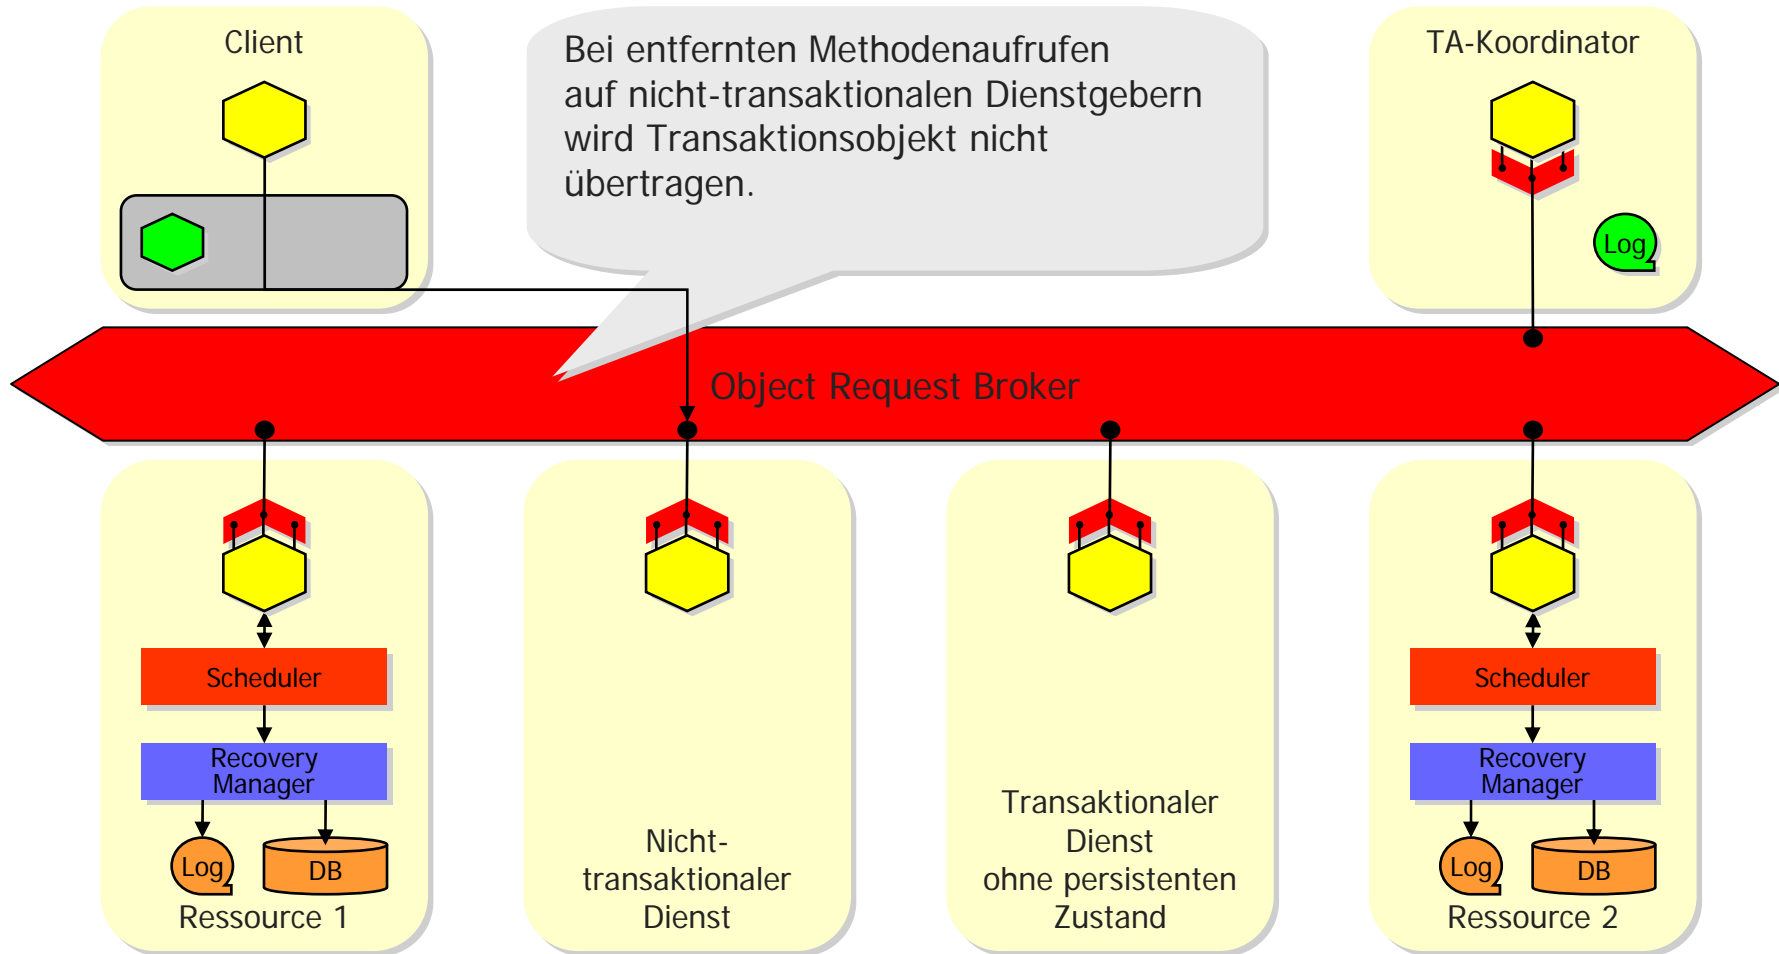 Client
Bei entfernten Methodenaufrufen
auf nicht-transaktionalen Dienstgebern
wird Transaktionsobjekt nicht
übertragen.
TA-Koordinator
Log
Object Request Broker
Scheduler
Recovery
Manager
Log
DB
Ressource 1
Nicht-
transaktionaler
Dienst
Transaktionaler
Dienst
ohne persistenten
Zustand
Scheduler
Recovery
Manager
Log
DB
Ressource 2